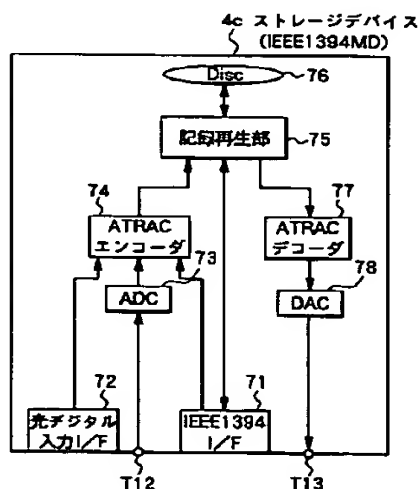 4c ストレージデバイス
(IEEE1394MD)
Disc
76
記録再生部
75
74
ATRAC
エンコーダ
77
ATRAC
デコーダ
73
ADC
78
DAC
72
光デジタル
入力I/F
71
IEEE1394
I/F
T12
T13